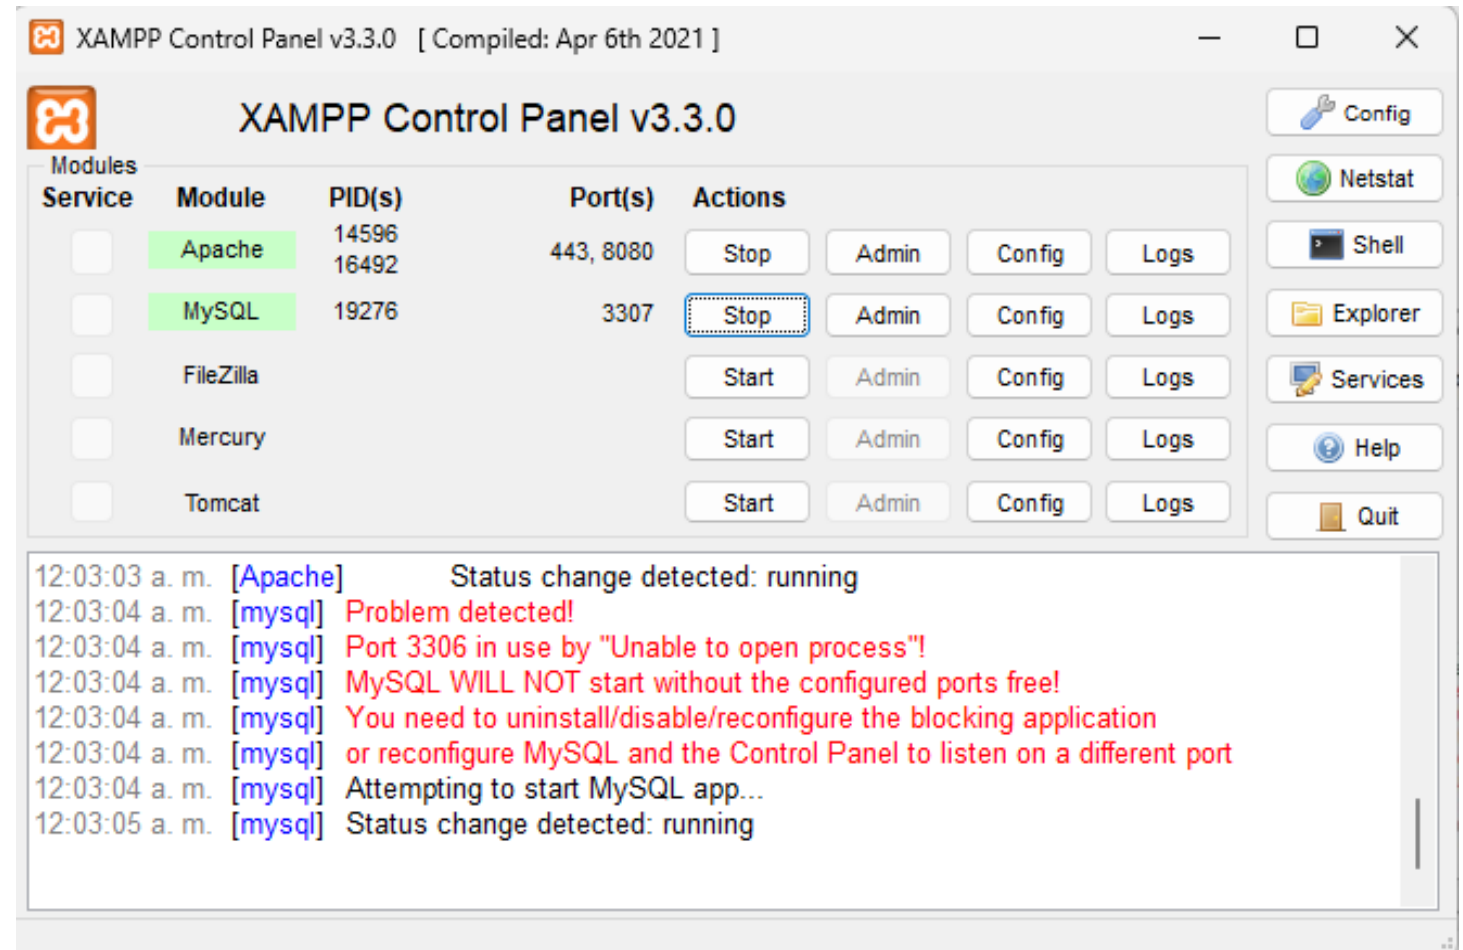 XAMPP Control Panel v3.3.0 [ Compiled: Apr 6th 2021 ]
XAMPP Control Panel v3.3.0
Config
Modules
Service Module PID(s) Port(s) Actions
Netstat
Apache 14596 16492 443, 8080 Stop Admin Config Logs
Shell
MySQL 19276 3307 Stop Admin Config Logs
Explorer
FileZilla Start Admin Config Logs
Services
Mercury Start Admin Config Logs
Help
Tomcat Start Admin Config Logs
Quit
12:03:03 a. m. [Apache] Status change detected: running
12:03:04 a. m. [mysql] Problem detected!
12:03:04 a. m. [mysql] Port 3306 in use by "Unable to open process"!
12:03:04 a. m. [mysql] MySQL WILL NOT start without the configured ports free!
12:03:04 a. m. [mysql] You need to uninstall/disable/reconfigure the blocking application
12:03:04 a. m. [mysql] or reconfigure MySQL and the Control Panel to listen on a different port
12:03:04 a. m. [mysql] Attempting to start MySQL app...
12:03:05 a. m. [mysql] Status change detected: running